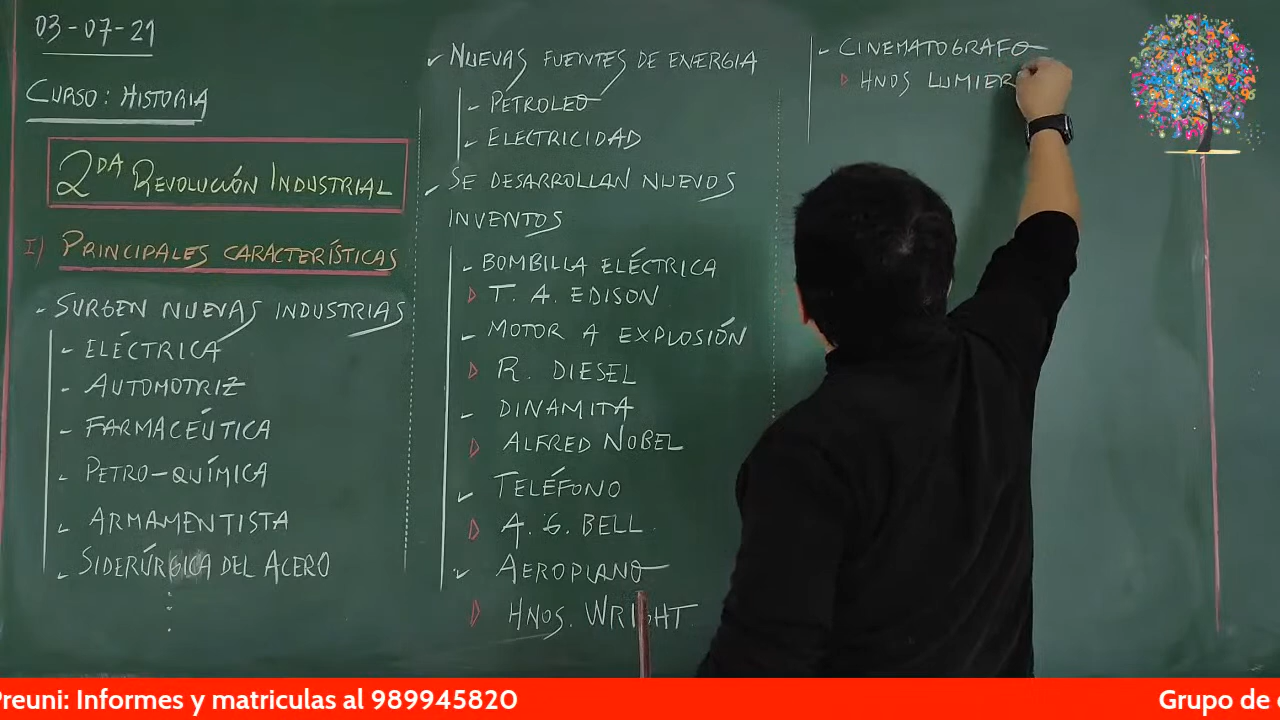 03-07-21
CURSO: HISTORIA
2DA REVOLUCIÓN INDUSTRIAL
I) PRINCIPALES CARACTERÍSTICAS
- SURGEN NUEVAS INDUSTRIAS
- ELÉCTRICA
- AUTOMOTRIZ
- FARMACEÚTICA
- PETRO-QUÍMICA
- ARMAMENTISTA
- SIDERÚRGICA DEL ACERO
- NUEVAS FUENTES DE ENERGIA
- PETROLEO
- ELECTRICIDAD
- SE DESARROLLAN NUEVOS
INVENTOS
- BOMBILLA ELÉCTRICA
T. A. EDISON
- MOTOR A EXPLOSIÓN
R. DIESEL
- DINAMITA
ALFRED NOBEL
- TELÉFONO
A. G. BELL
- AEROPLANO
HNOS. WRIGHT
- CINEMATOGRAFO
HNOS LUMIER
Preuni: Informes y matriculas al 989945820
Grupo de